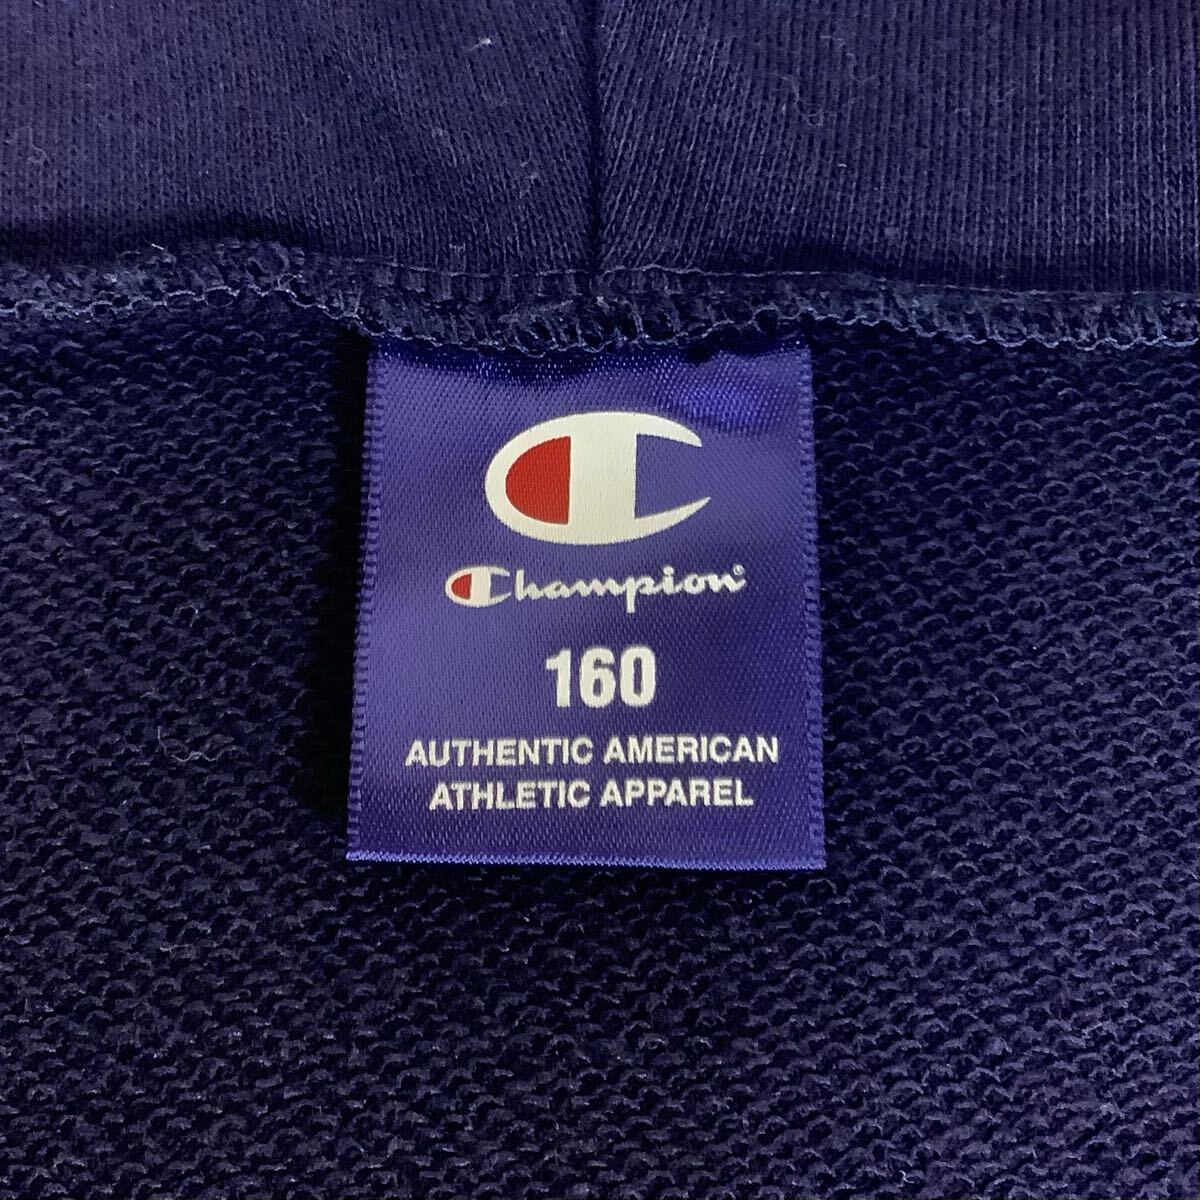 Champion®
160
AUTHENTIC AMERICAN
ATHLETIC APPAREL